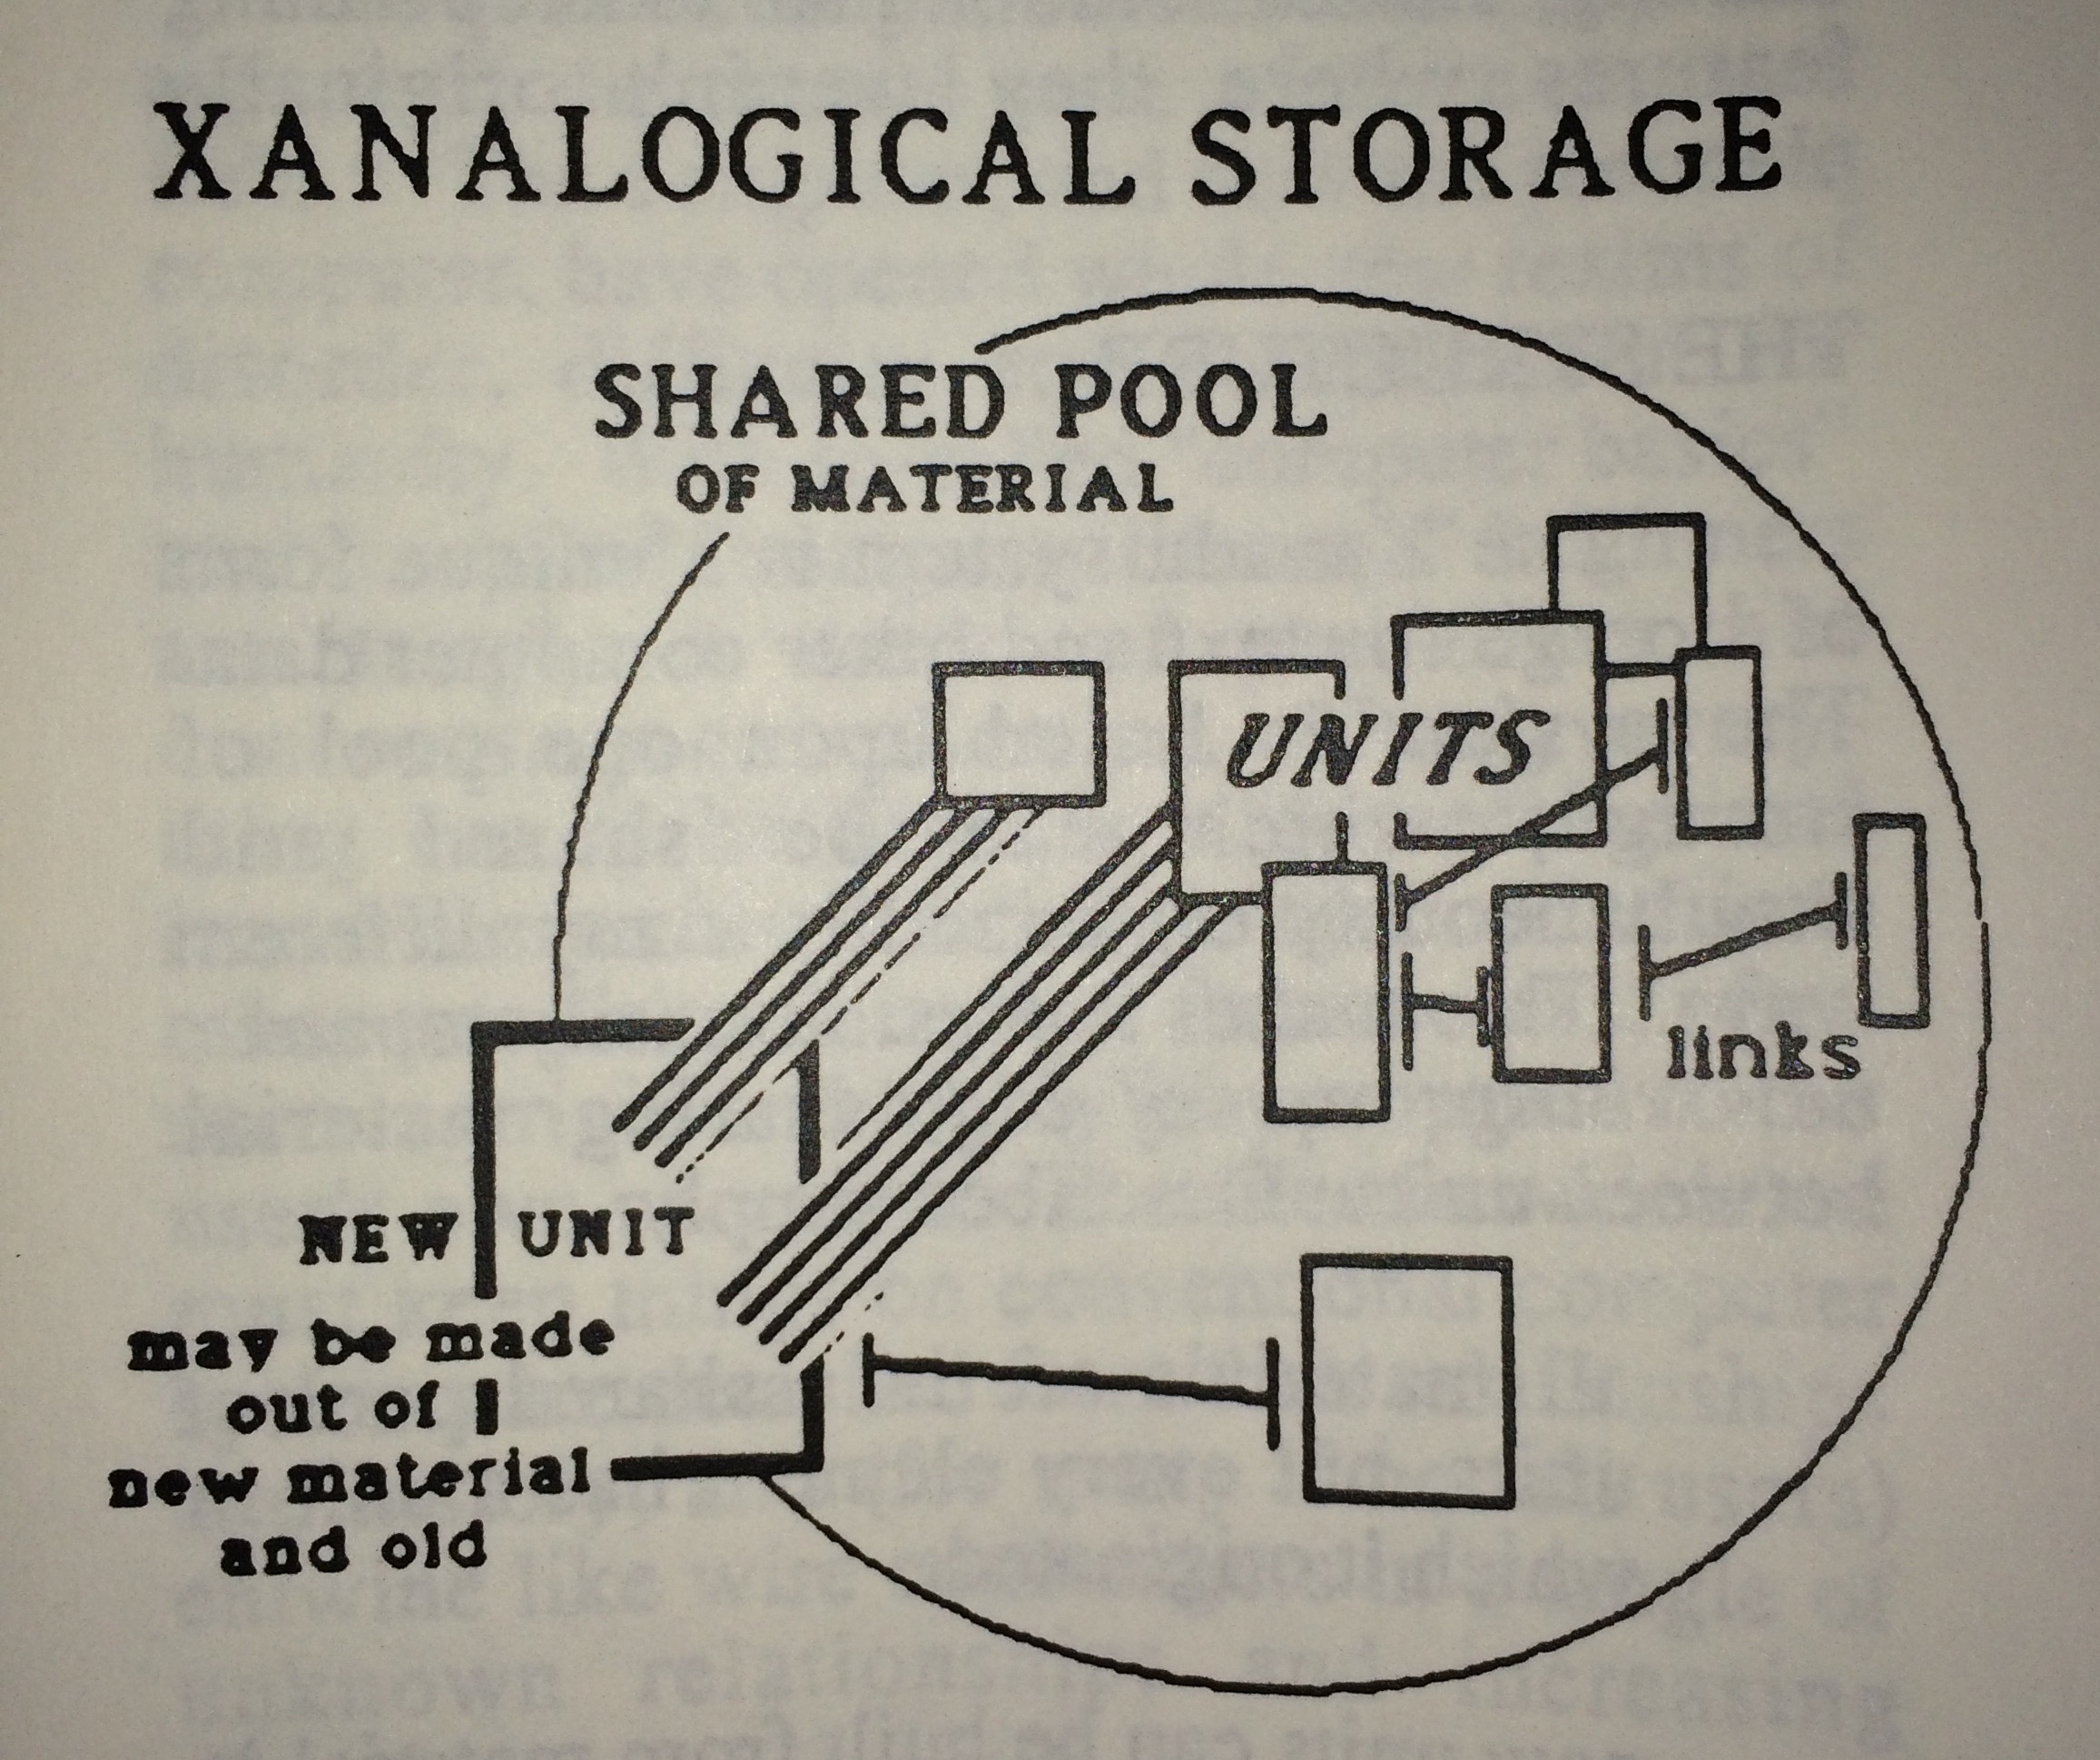 XANALOGICAL STORAGE
SHARED POOL
OF MATERIAL
UNITS
links
NEW UNIT
may be made
out of
new material
and old